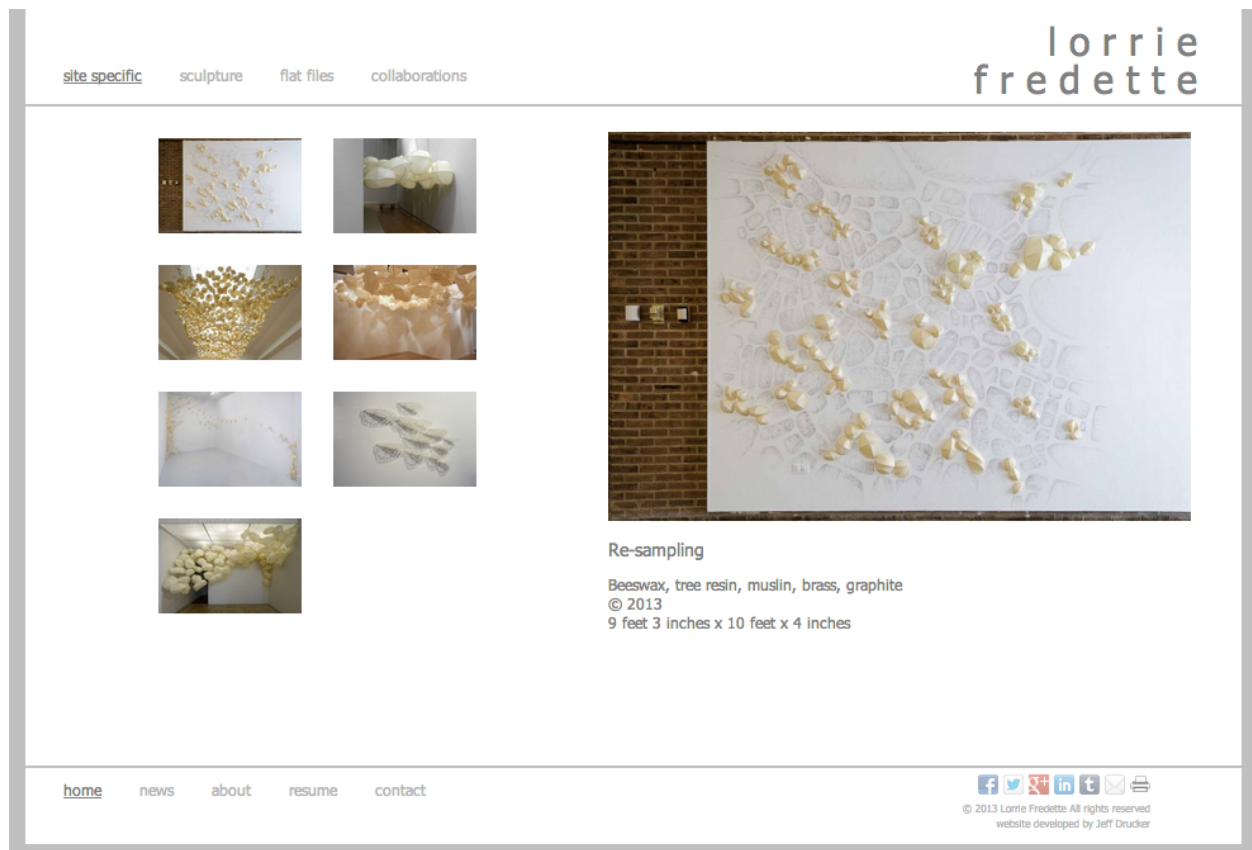 lorrie
fredette
site specific sculpture flat files collaborations
Re-sampling
Beeswax, tree resin, muslin, brass, graphite
© 2013
9 feet 3 inches x 10 feet x 4 inches
home news about resume contact
© 2013 Lorrie Fredette All rights reserved
website developed by Jeff Drucker